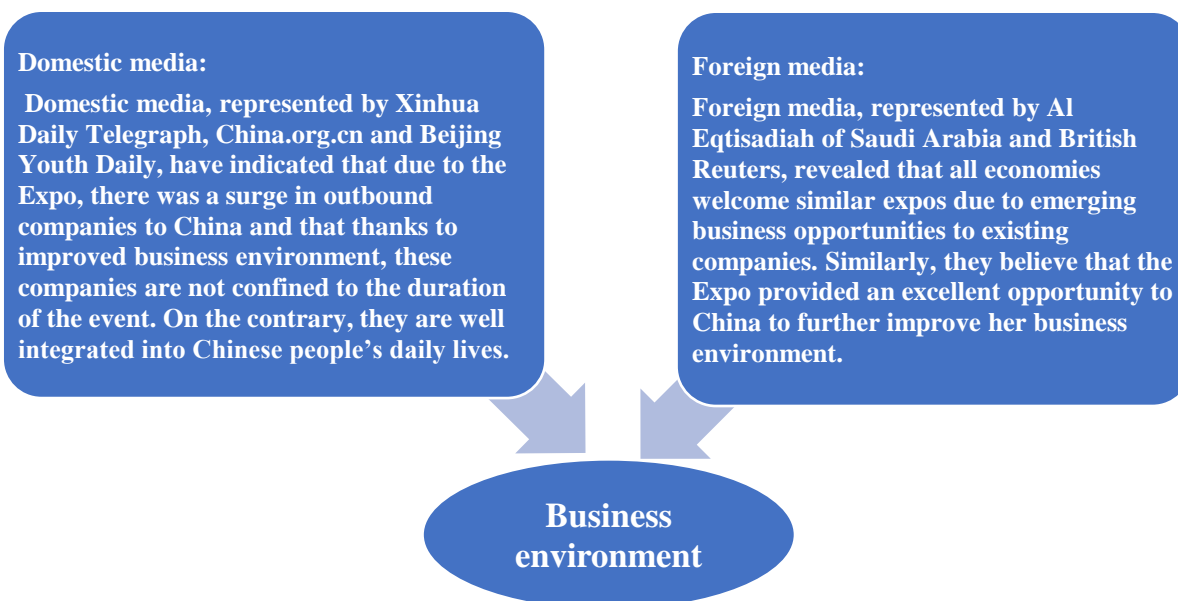 Domestic media:
Domestic media, represented by Xinhua
Daily Telegraph, China.org.cn and Beijing
Youth Daily, have indicated that due to the
Expo, there was a surge in outbound
companies to China and that thanks to
improved business environment, these
companies are not confined to the duration
of the event. On the contrary, they are well
integrated into Chinese people’s daily lives.
Foreign media:
Foreign media, represented by Al
Eqtisadiah of Saudi Arabia and British
Reuters, revealed that all economies
welcome similar expos due to emerging
business opportunities to existing
companies. Similarly, they believe that the
Expo provided an excellent opportunity to
China to further improve her business
environment.
Business
environment